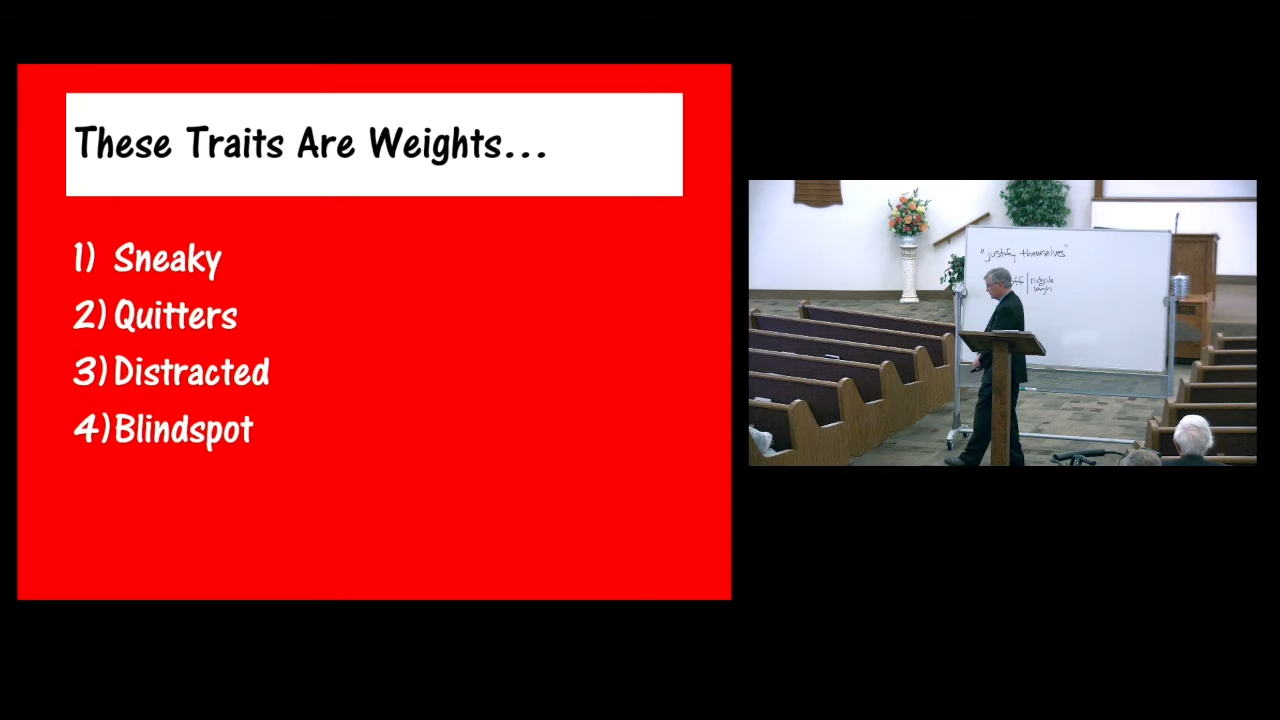 These Traits Are Weights...
1) Sneaky
2) Quitters
3) Distracted
4) Blindspot
"justify themselves"